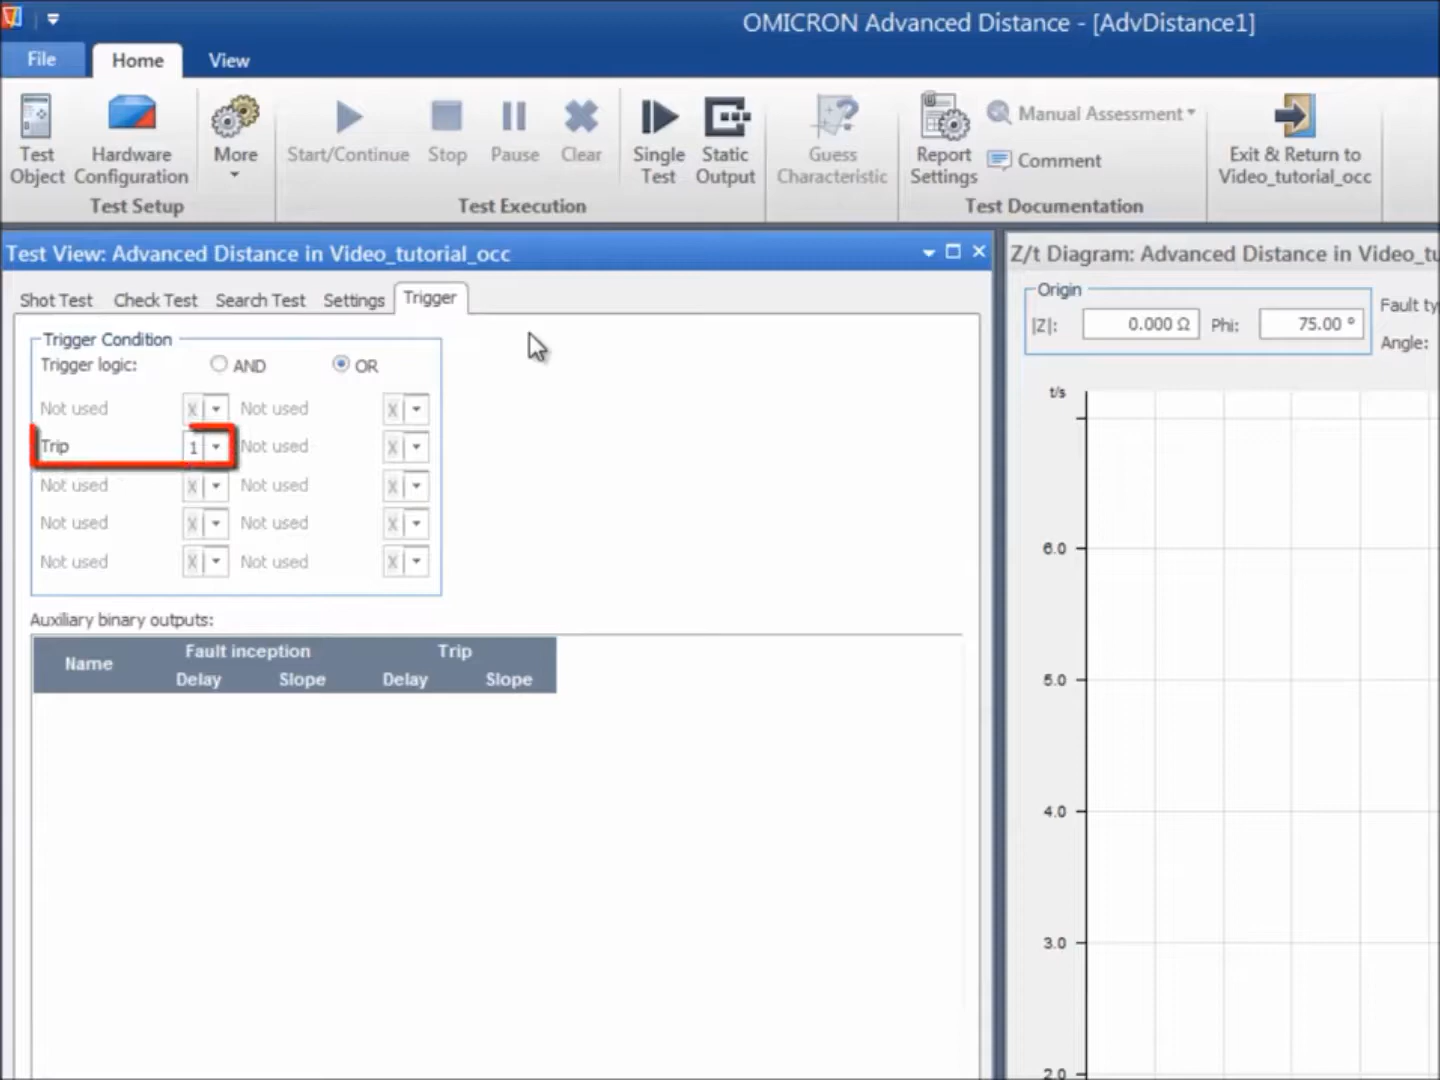 OMICRON Advanced Distance - [AdvDistance1]
File Home View
Test Object
Hardware Configuration
More
Test Setup
Start/Continue
Stop
Pause
Clear
Single Test
Static Output
Test Execution
Guess Characteristic
Report Settings
Manual Assessment
Comment
Test Documentation
Exit & Return to Video_tutorial_occ
Test View: Advanced Distance in Video_tutorial_occ
Shot Test Check Test Search Test Settings Trigger
Trigger Condition
Trigger logic: AND OR
Not used X Not used X
Trip 1 Not used X
Not used X Not used X
Not used X Not used X
Not used X Not used X
Auxiliary binary outputs:
Name Fault inception Trip
Delay Slope Delay Slope
Z/t Diagram: Advanced Distance in Video_tu
Origin
|Z|: 0.000 Ω Phi: 75.00 °
Fault ty
Angle:
t/s
6.0
5.0
4.0
3.0
2.0